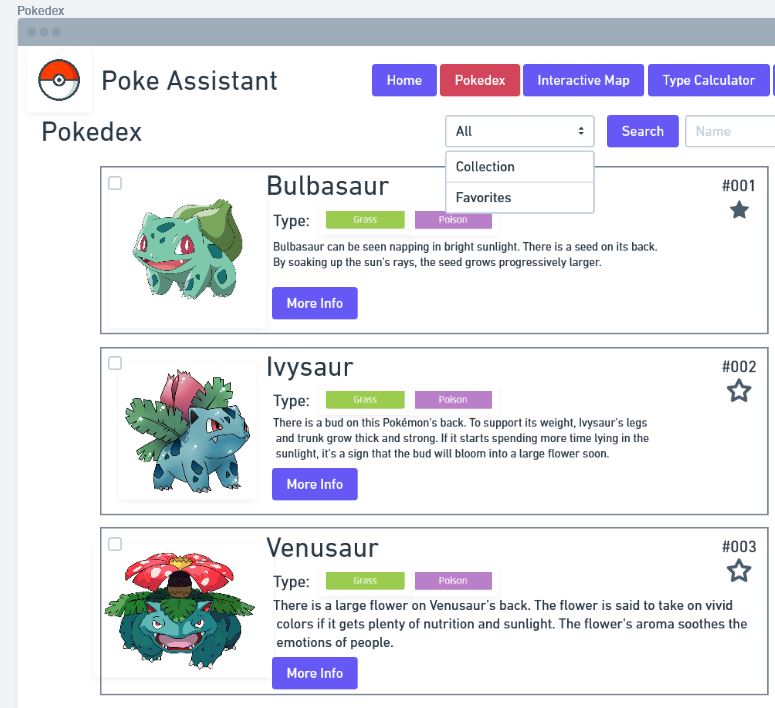 Pokedex
Poke Assistant
Home
Pokedex
Interactive Map
Type Calculator
Pokedex
All
Search
Name
Collection
Favorites
Bulbasaur
#001
Type:
Grass
Poison
Bulbasaur can be seen napping in bright sunlight. There is a seed on its back.
By soaking up the sun's rays, the seed grows progressively larger.
More Info
Ivysaur
#002
Type:
Grass
Poison
There is a bud on this Pokémon's back. To support its weight, Ivysaur's legs
and trunk grow thick and strong. If it starts spending more time lying in the
sunlight, it's a sign that the bud will bloom into a large flower soon.
More Info
Venusaur
#003
Type:
Grass
Poison
There is a large flower on Venusaur's back. The flower is said to take on vivid
colors if it gets plenty of nutrition and sunlight. The flower's aroma soothes the
emotions of people.
More Info